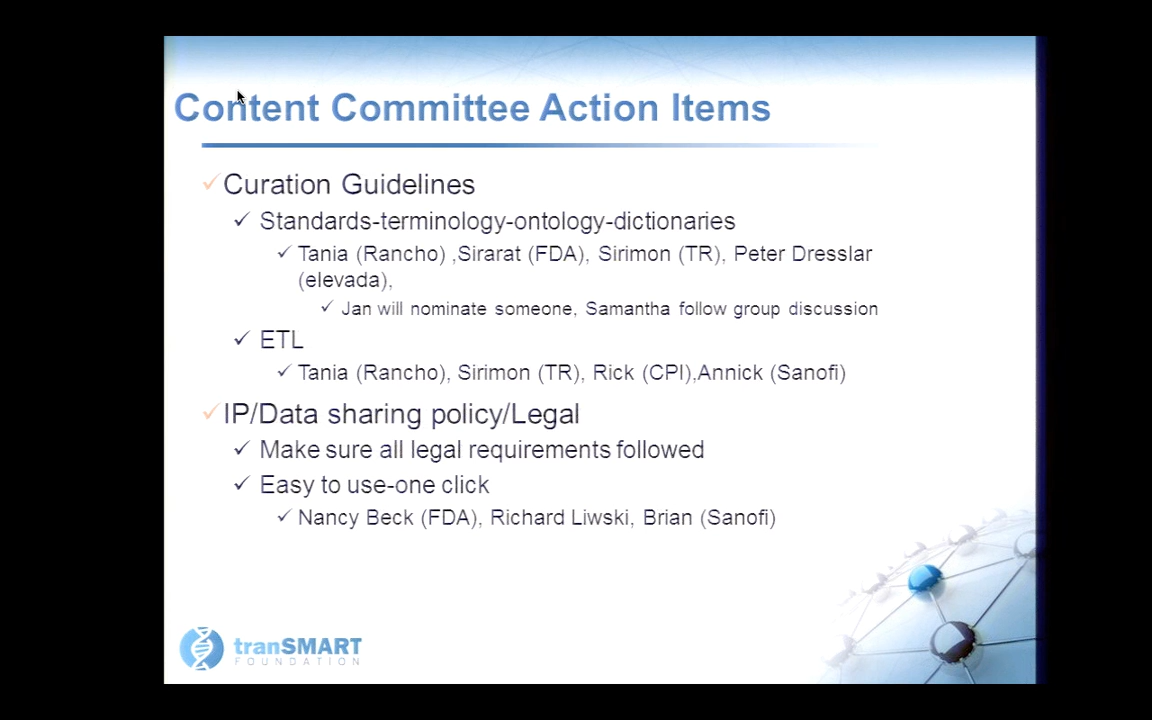 Content Committee Action Items
Curation Guidelines
Standards-terminology-ontology-dictionaries
Tania (Rancho) ,Sirarat (FDA), Sirimon (TR), Peter Dresslar
(elevada),
Jan will nominate someone, Samantha follow group discussion
ETL
Tania (Rancho), Sirimon (TR), Rick (CPI),Annick (Sanofi)
IP/Data sharing policy/Legal
Make sure all legal requirements followed
Easy to use-one click
Nancy Beck (FDA), Richard Liwski, Brian (Sanofi)
tranSMART
FOUNDATION